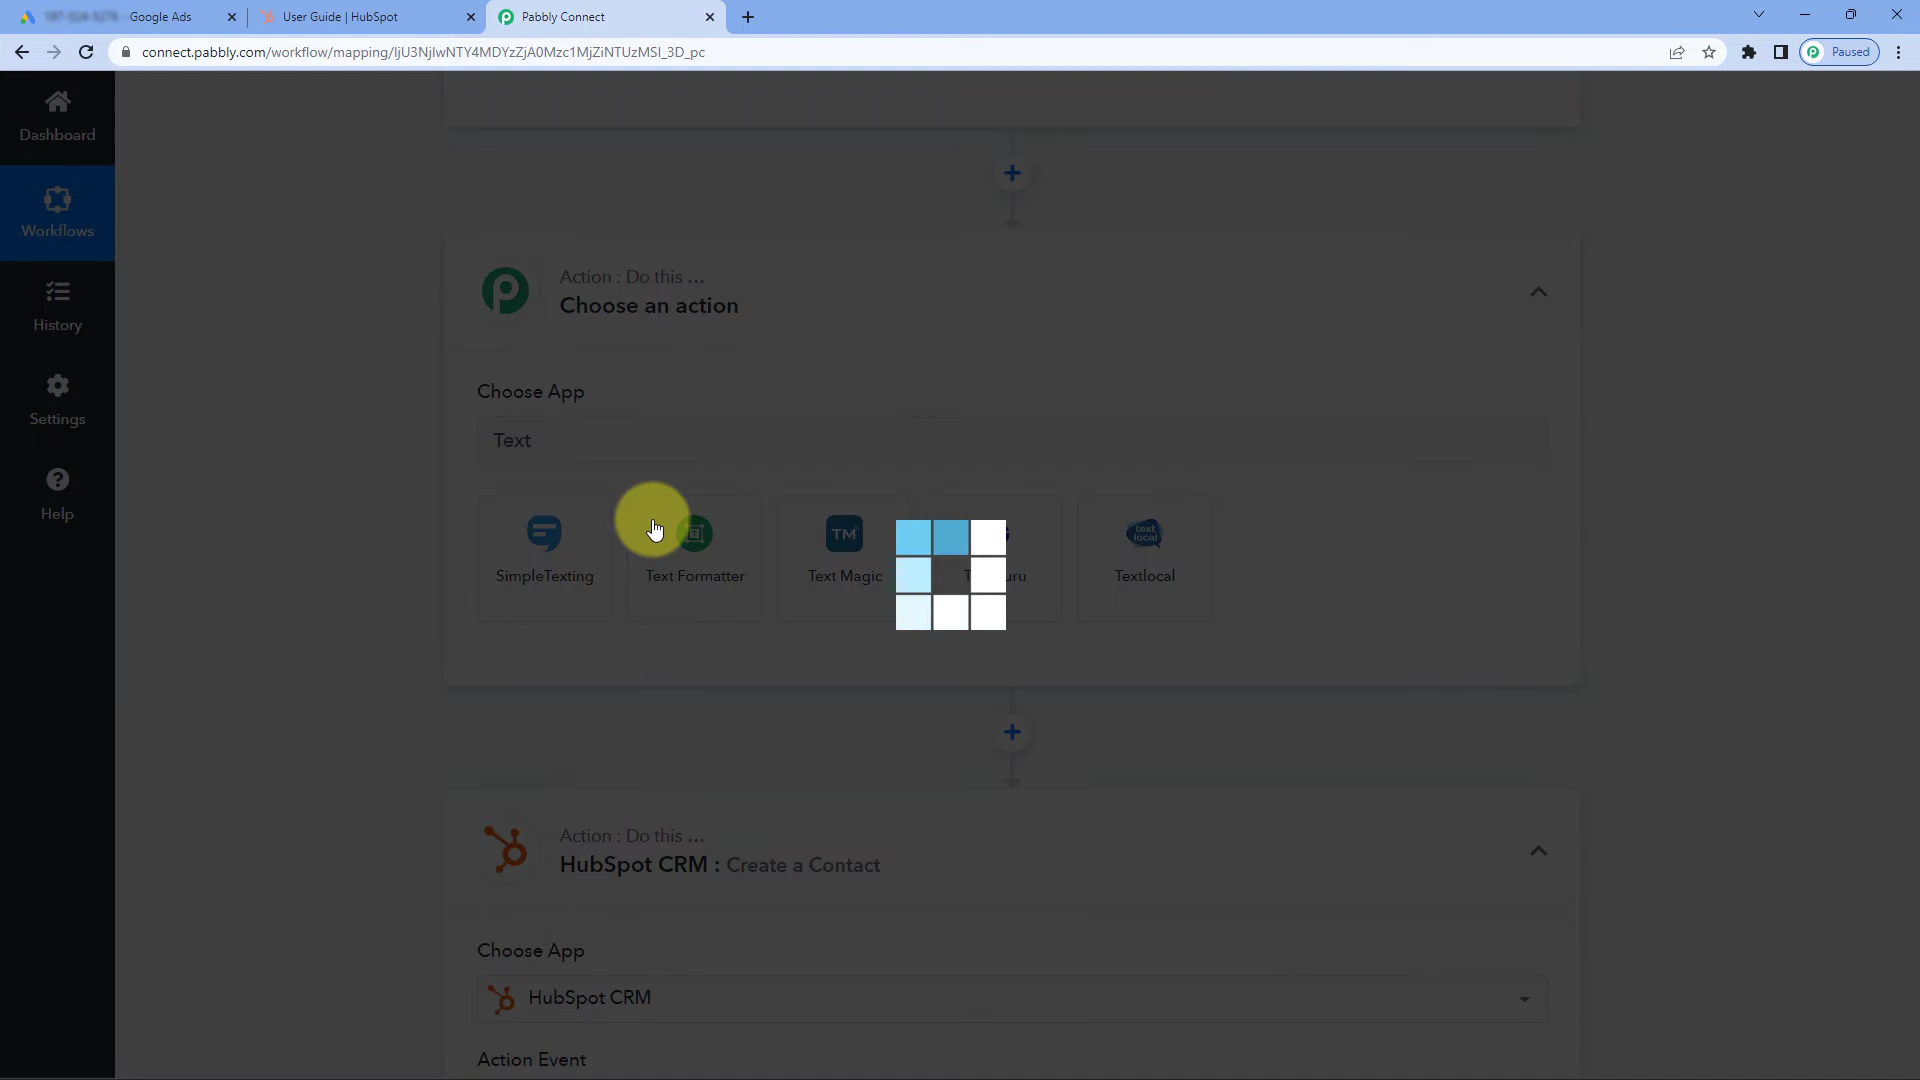 Google Ads
User Guide | HubSpot
Pabbly Connect
connect.pabbly.com/workflow/mapping/IjU3NjIwNTY4MDYzZjA0Mzc1MjZiNTUzMSI_3D_pc
Paused
Dashboard
Workflows
History
Settings
Help
Action : Do this ...
Choose an action
Choose App
Text
SimpleTexting
Text Formatter
TM
Text Magic
text local
Textlocal
Action : Do this ...
HubSpot CRM : Create a Contact
Choose App
HubSpot CRM
Action Event